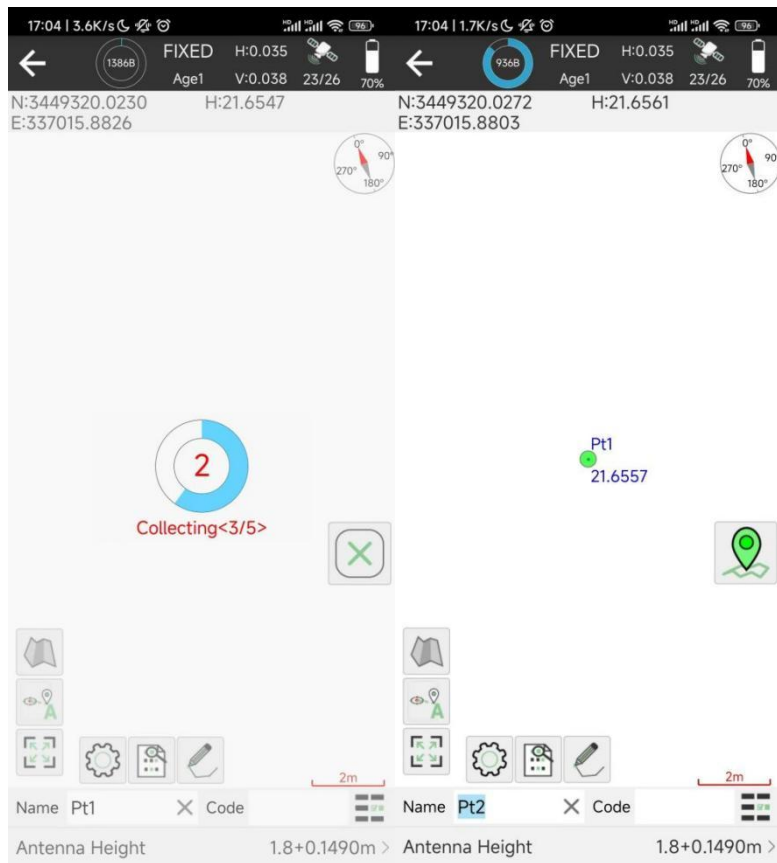 17:04 | 3.6K/s
HD
HD
96
1386B
FIXED
H:0.035
Age1
V:0.038
23/26
70%
N:3449320.0230
H:21.6547
E:337015.8826
0°
90°
270°
180°
2
Collecting<3/5>
A
2m
Name
Pt1
Code
Antenna Height
1.8+0.1490m >
17:04 | 1.7K/s
HD
HD
96
936B
FIXED
H:0.035
Age1
V:0.038
23/26
70%
N:3449320.0272
H:21.6561
E:337015.8803
0°
90
270°
180°
Pt1
21.6557
A
2m
Name
Pt2
Code
Antenna Height
1.8+0.1490m >